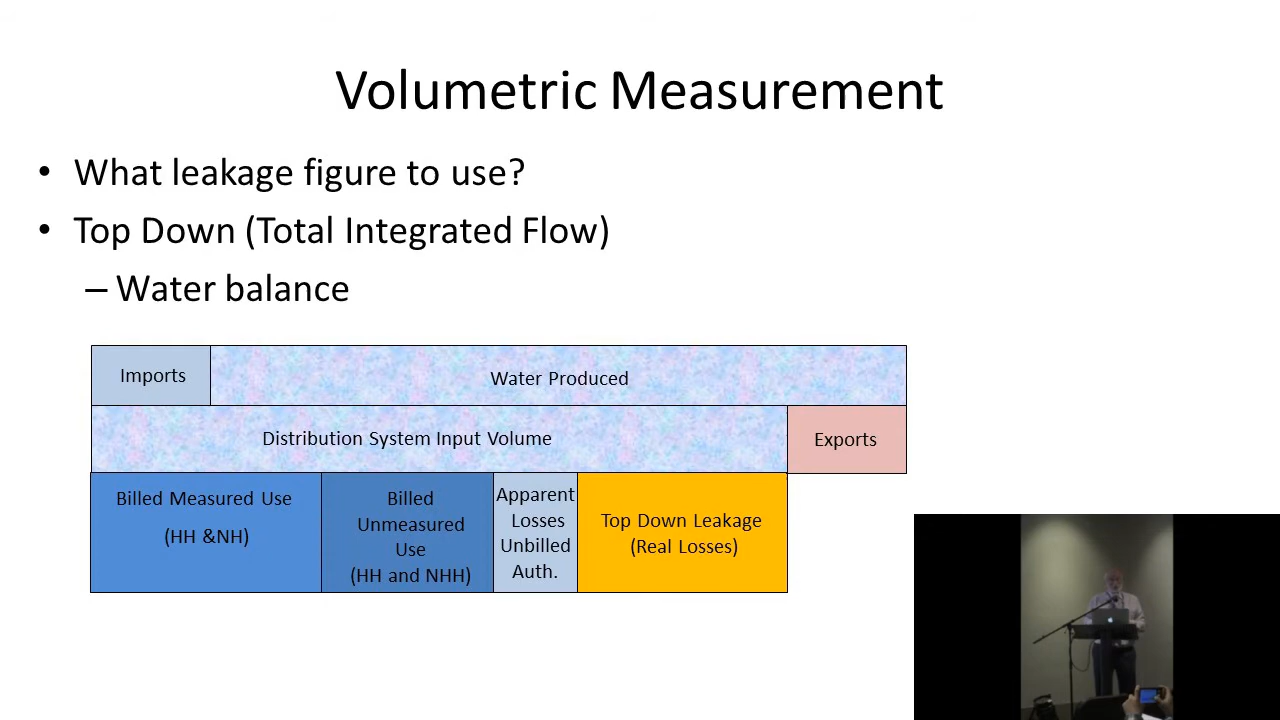 Volumetric Measurement
• What leakage figure to use?
• Top Down (Total Integrated Flow)
– Water balance
Imports
Water Produced
Distribution System Input Volume
Exports
Billed Measured Use
(HH &NH)
Billed
Unmeasured
Use
(HH and NHH)
Apparent
Losses
Unbilled
Auth.
Top Down Leakage
(Real Losses)